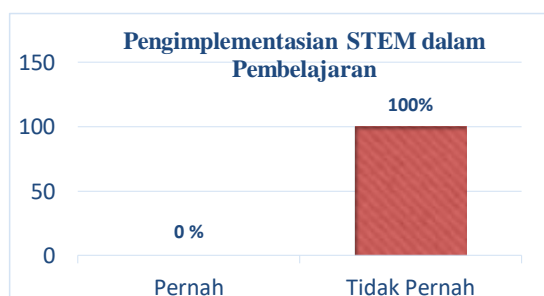 Pengimplementasian STEM dalam
Pembelajaran
150
100%
100
50
0 %
0
Pernah Tidak Pernah